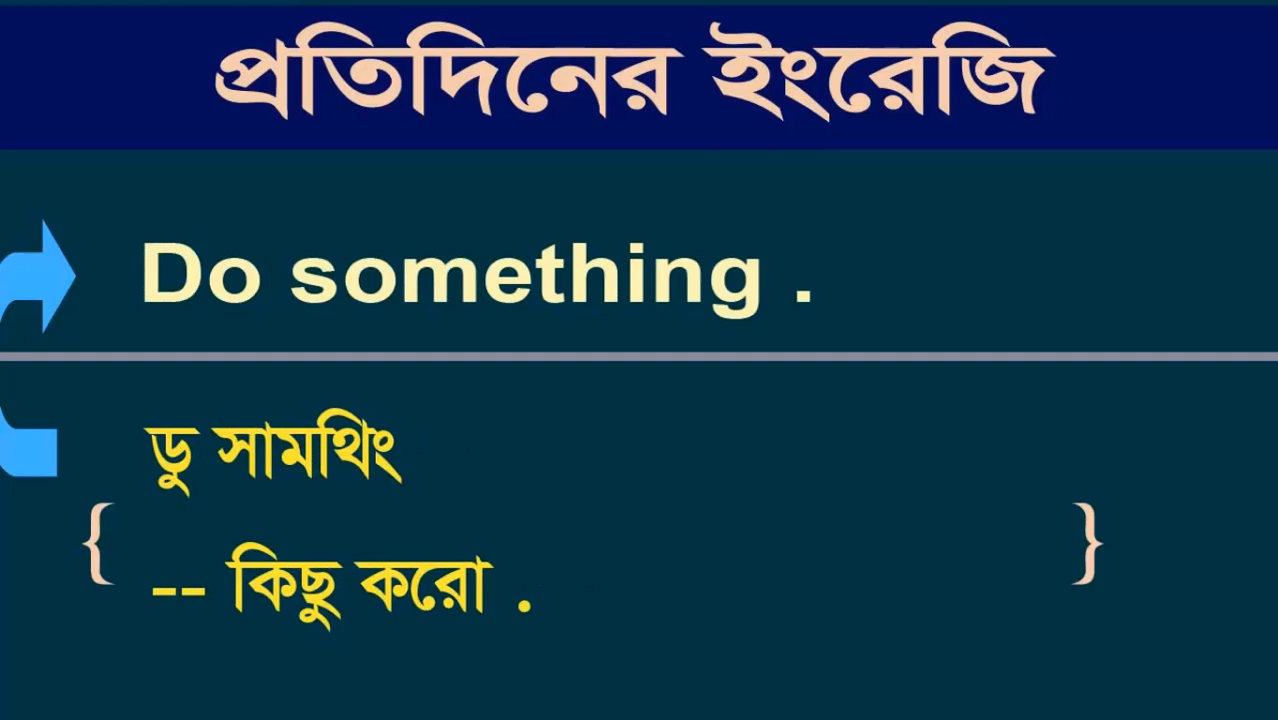 প্রতিদিনের ইংরেজি
Do something .
ডু সামথিং
{ -- কিছু করো . }